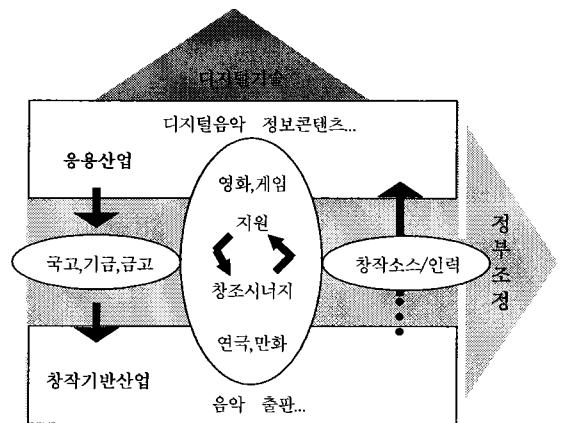 디지털기술
디지털음악 정보콘텐츠...
응용산업
영화,게임
지원
국고,기금,금고
창작소스/인력
창조시너지
연극,만화
창작기반산업
음악 출판...
정부조정